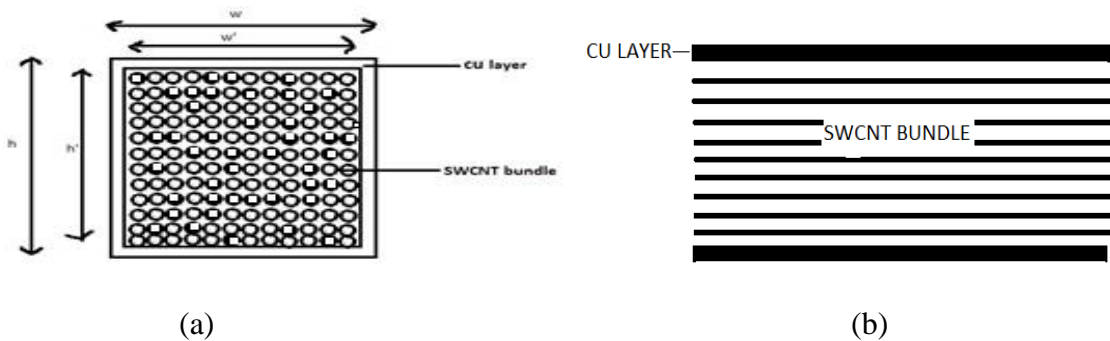 w
w'
cu layer
h
h'
SWCNT bundle
(a)
CU LAYER
SWCNT BUNDLE
(b)